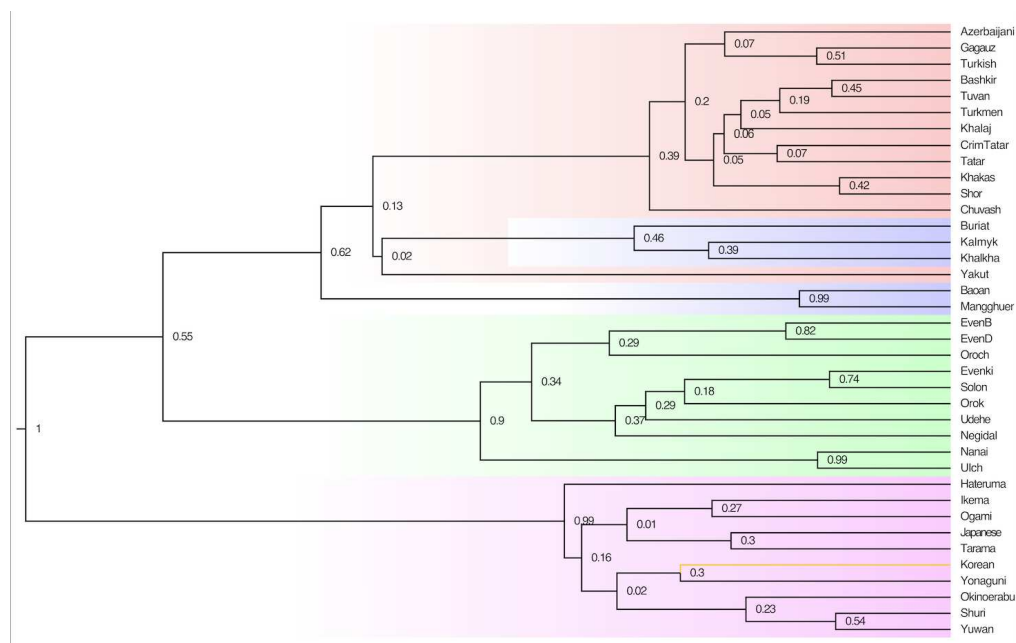 Azerbaijani
0.07
Gagauz
0.51
Turkish
Bashkir
0.45
Tuvan
0.2
0.19
Turkmen
0.05
Khalaj
0.06
CrimTatar
0.07
Tatar
0.39
0.05
Khakas
0.42
Shor
0.13
Chuvash
Buriat
0.46
Kalmyk
0.62
0.02
0.39
Khalkha
Yakut
Baoan
0.99
Mangghuer
EvenB
0.82
0.55
EvenD
0.29
Oroch
Evenki
0.34
0.74
Solon
0.18
Orok
0.29
0.9
0.37
Udehe
1
Negidal
Nanai
0.99
Ulch
Hateruma
Ikema
0.27
0.99
0.01
Ogami
Japanese
0.3
0.16
Tarama
Korean
0.3
Yonaguni
0.02
Okinoerabu
0.23
Shuri
0.54
Yuwan